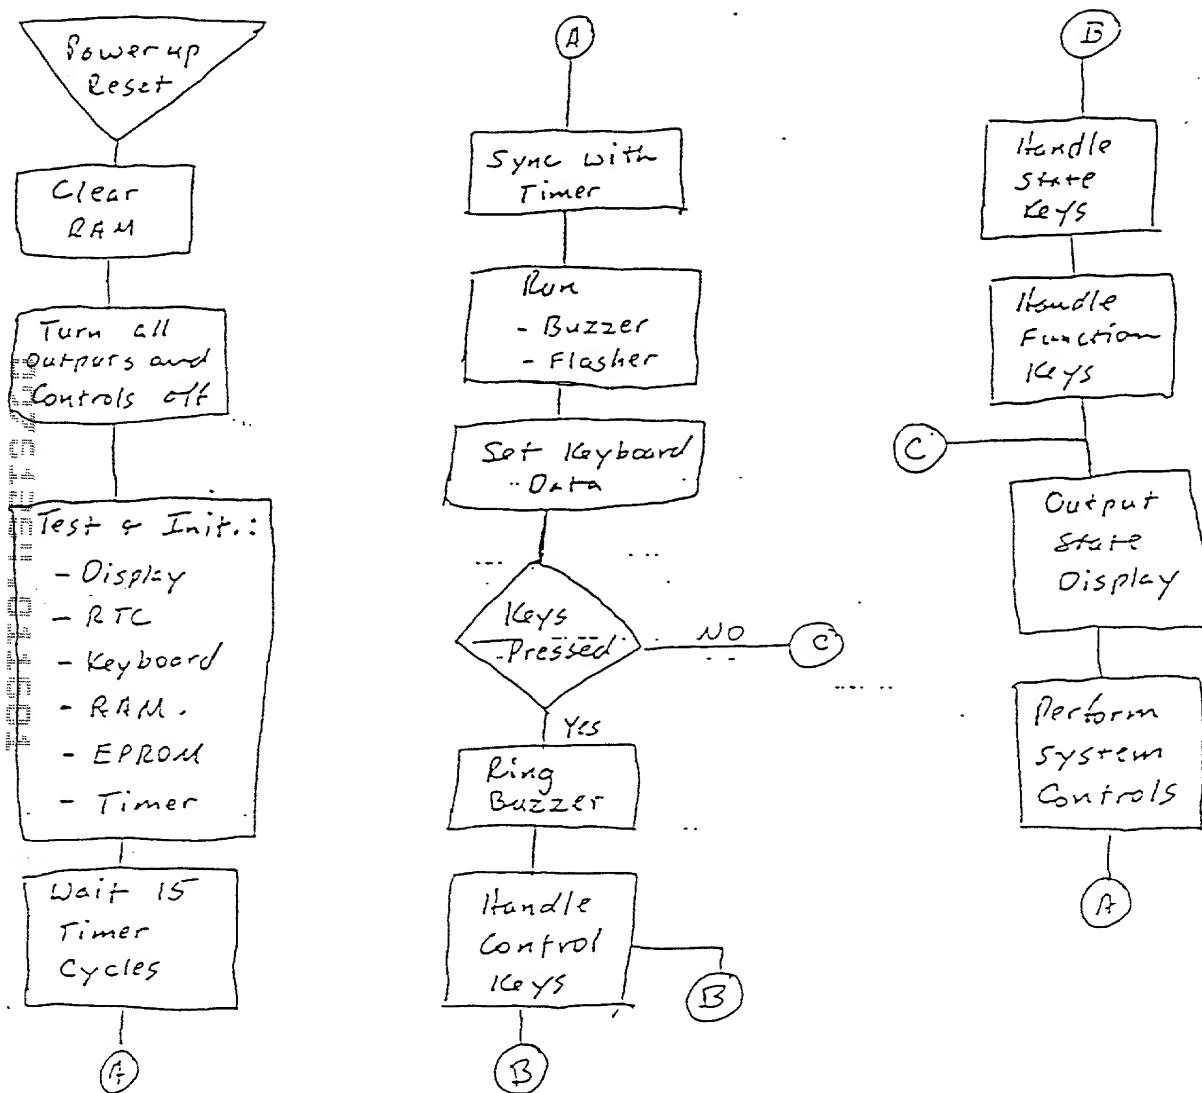 Power up
Reset
Clear
RAM
Turn all
outputs and
Controls off
Test & Init.:
- Display
- RTC
- Keyboard
- RAM.
- EPROM
- Timer
Wait 15
Timer
Cycles
A
A
Sync with
Timer
Run
- Buzzer
- Flasher
Set Keyboard
Data
Keys
Pressed
NO
C
Yes
Ring
Buzzer
Handle
Control
Keys
B
B
B
Handle
State
Keys
Handle
Function
Keys
C
Output
State
Display
Perform
System
Controls
A